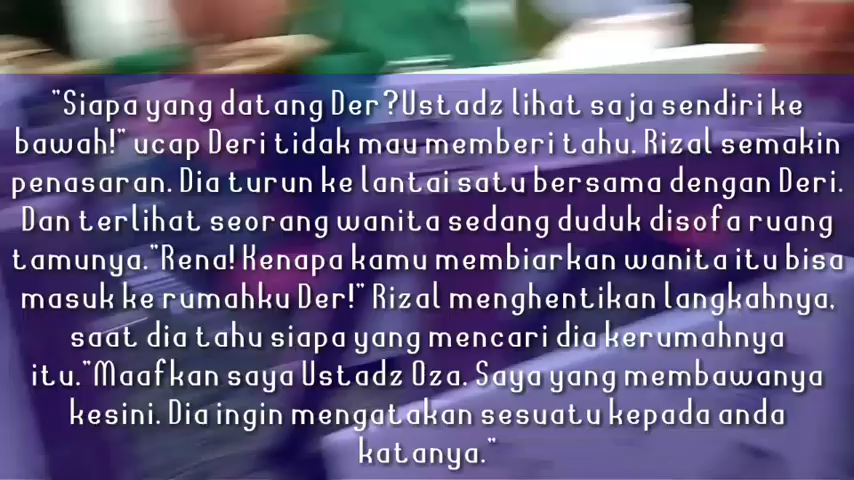 "Siapa yang datang Der?Ustadz lihat saja sendiri ke
bawah!" ucap Deri tidak mau memberi tahu. Rizal semakin
penasaran. Dia turun ke lantai satu bersama dengan Deri.
Dan terlihat seorang wanita sedang duduk disofa ruang
tamunya."Rena! Kenapa kamu membiarkan wanita itu bisa
masuk ke rumahku Der!" Rizal menghentikan langkahnya,
saat dia tahu siapa yang mencari dia kerumahnya
itu."Maafkan saya Ustadz Oza. Saya yang membawanya
kesini. Dia ingin mengatakan sesuatu kepada anda
katanya."